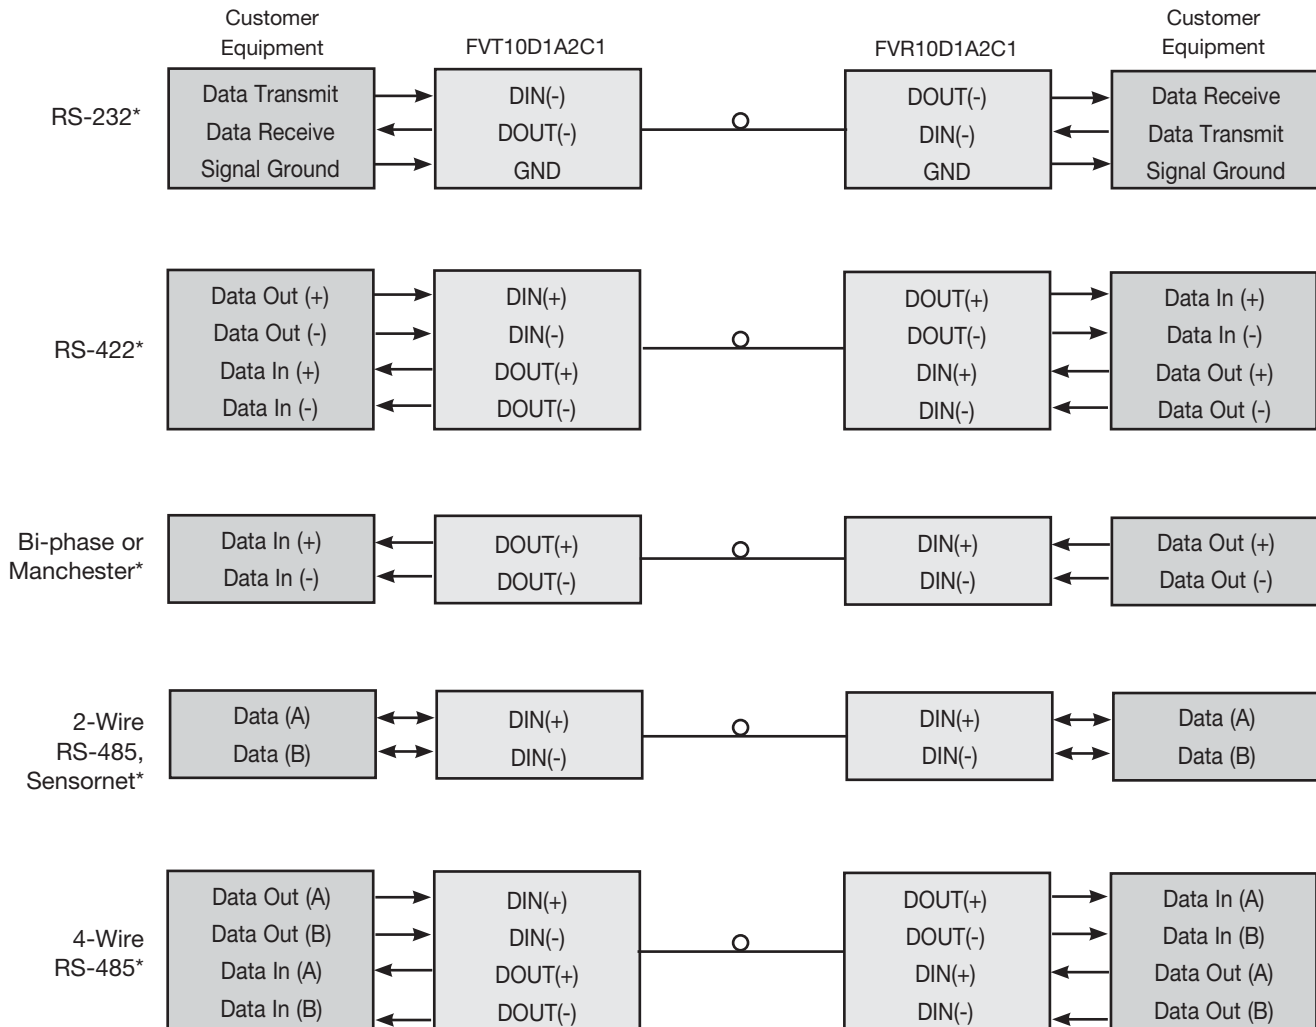 Customer
Equipment
FVT10D1A2C1
FVR10D1A2C1
Customer
Equipment
RS-232*
Data Transmit
Data Receive
Signal Ground
DIN(-)
DOUT(-)
GND
DOUT(-)
DIN(-)
GND
Data Receive
Data Transmit
Signal Ground
RS-422*
Data Out (+)
Data Out (-)
Data In (+)
Data In (-)
DIN(+)
DIN(-)
DOUT(+)
DOUT(-)
DOUT(+)
DOUT(-)
DIN(+)
DIN(-)
Data In (+)
Data In (-)
Data Out (+)
Data Out (-)
Bi-phase or
Manchester*
Data In (+)
Data In (-)
DOUT(+)
DOUT(-)
DIN(+)
DIN(-)
Data Out (+)
Data Out (-)
2-Wire
RS-485,
Sensornet*
Data (A)
Data (B)
DIN(+)
DIN(-)
DIN(+)
DIN(-)
Data (A)
Data (B)
4-Wire
RS-485*
Data Out (A)
Data Out (B)
Data In (A)
Data In (B)
DIN(+)
DIN(-)
DOUT(+)
DOUT(-)
DOUT(+)
DOUT(-)
DIN(+)
DIN(-)
Data In (A)
Data In (B)
Data Out (A)
Data Out (B)